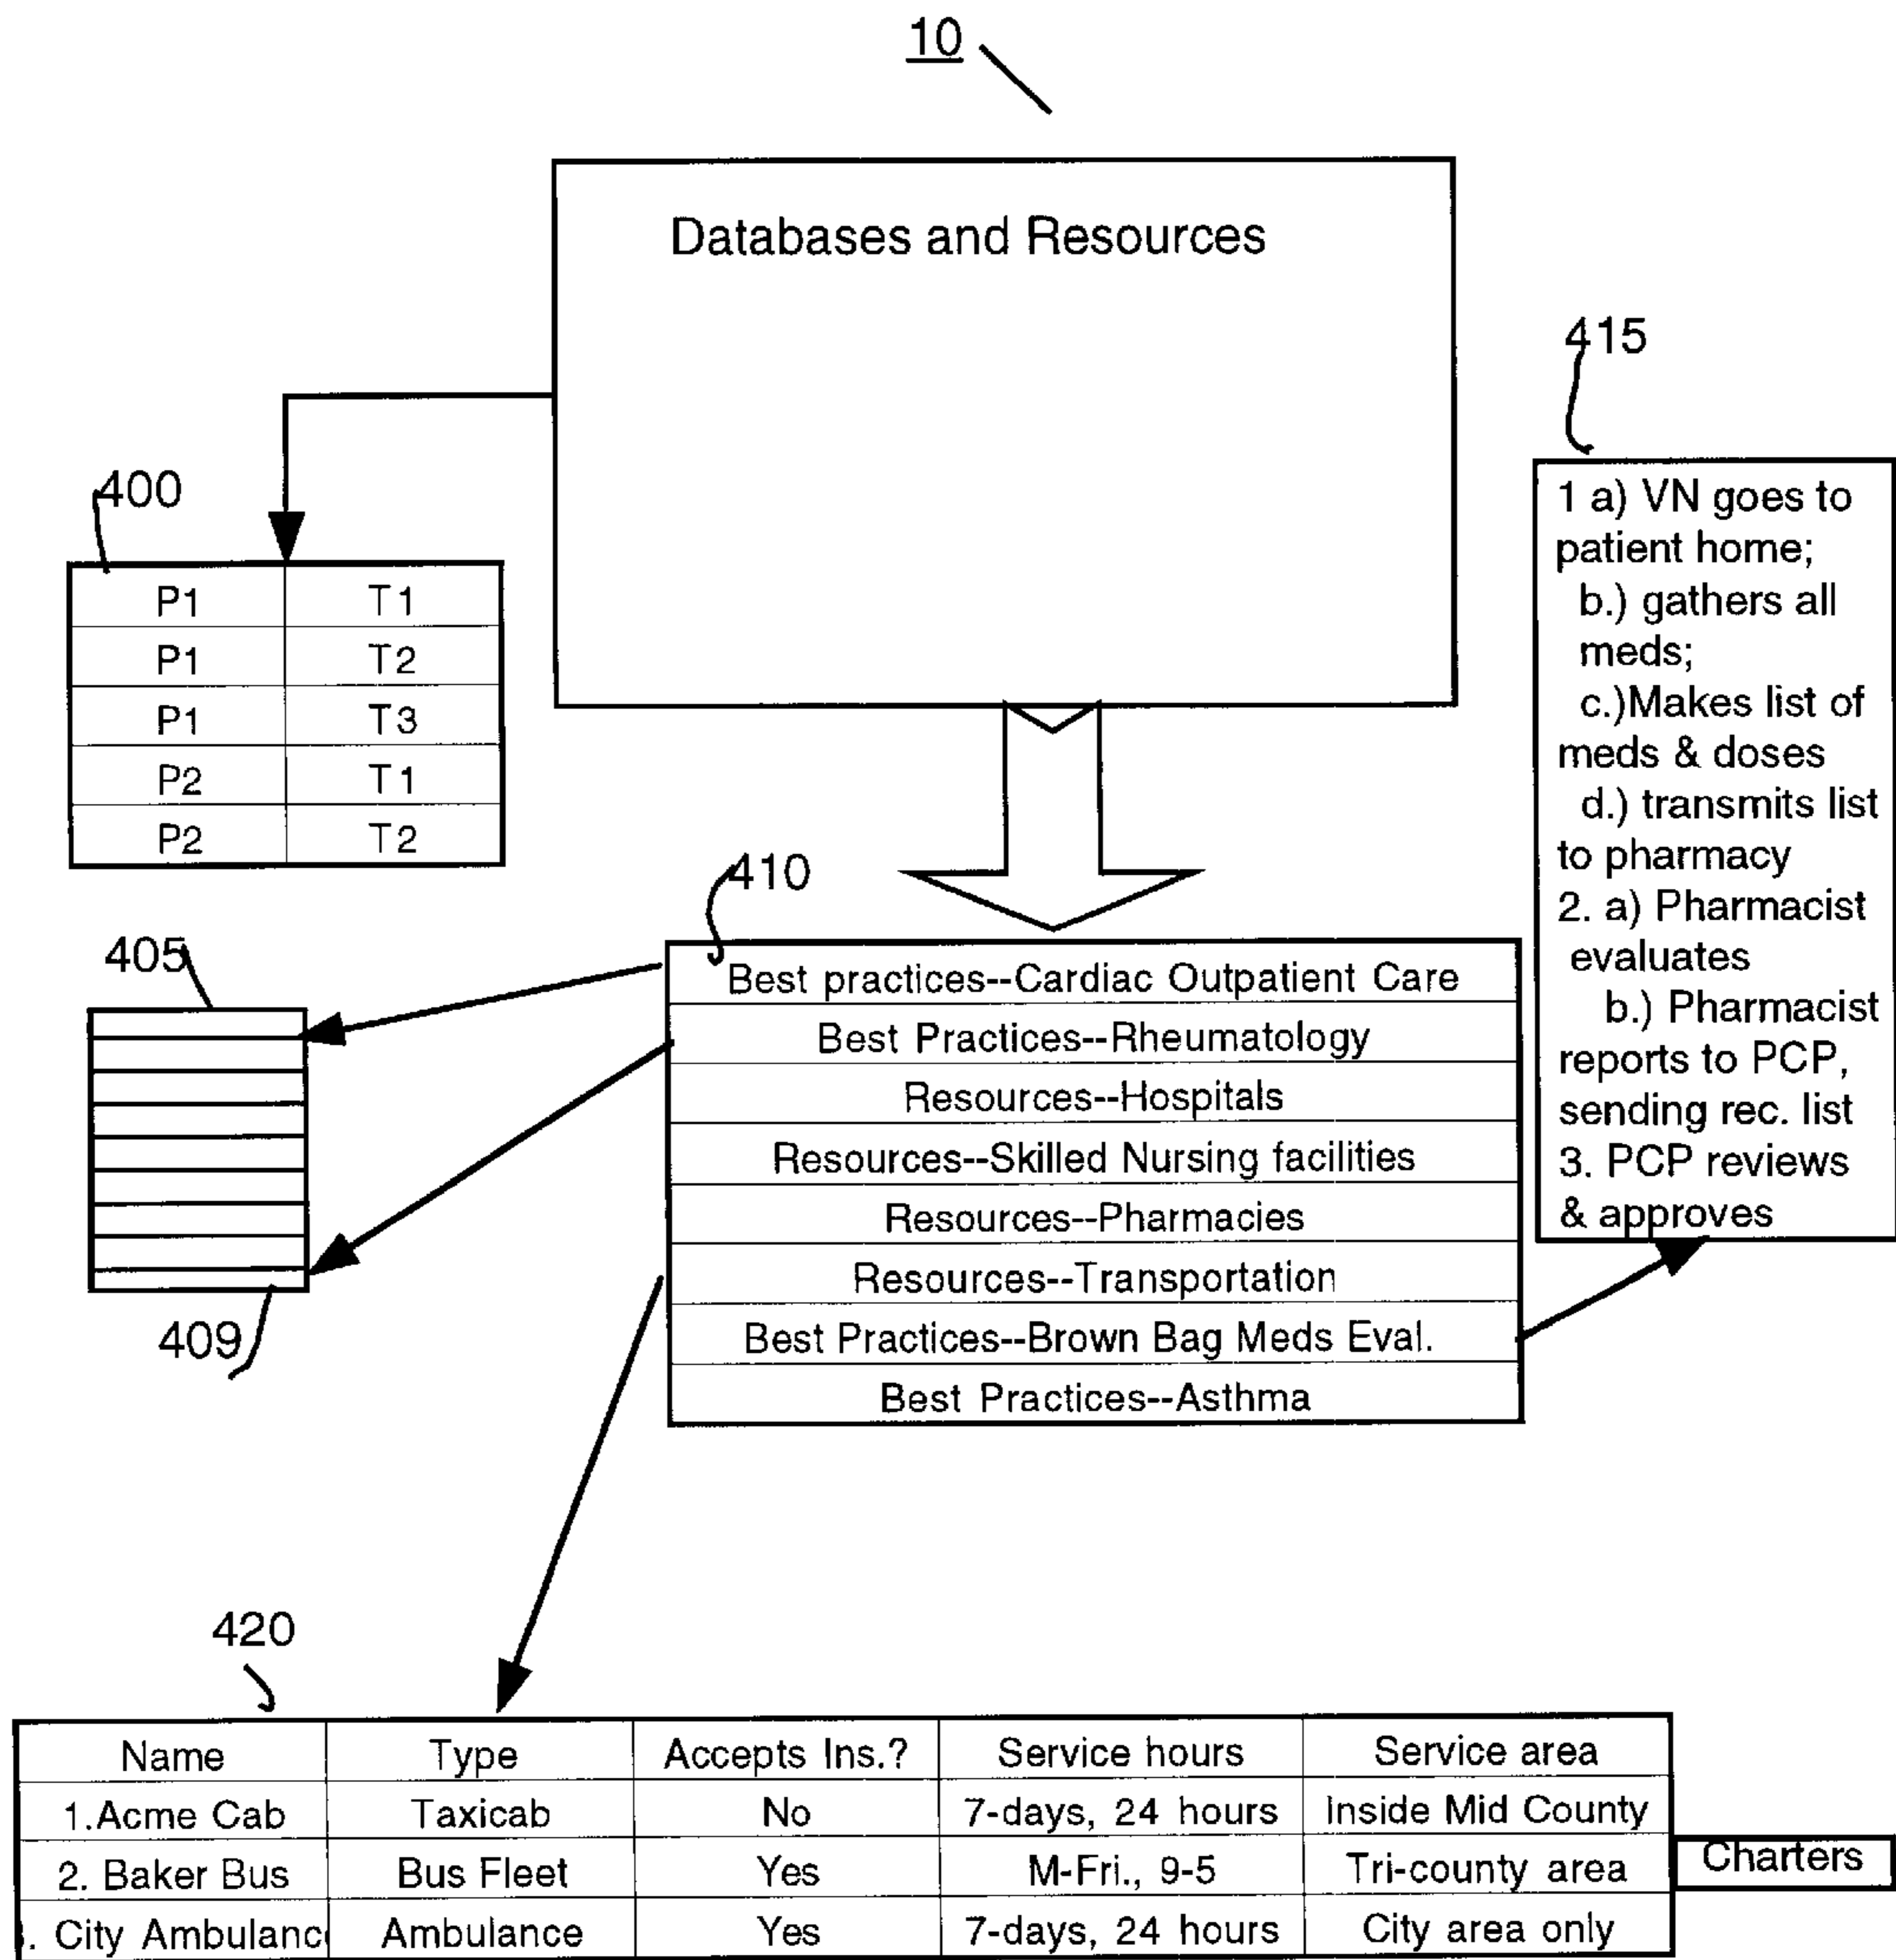 10
Databases and Resources
415
400
P1 T1
P1 T2
P1 T3
P2 T1
P2 T2
1 a) VN goes to
patient home;
b.) gathers all
meds;
c.)Makes list of
meds & doses
d.) transmits list
to pharmacy
2. a) Pharmacist
evaluates
b.) Pharmacist
reports to PCP,
sending rec. list
3. PCP reviews
& approves
410
405
409
Best practices--Cardiac Outpatient Care
Best Practices--Rheumatology
Resources--Hospitals
Resources--Skilled Nursing facilities
Resources--Pharmacies
Resources--Transportation
Best Practices--Brown Bag Meds Eval.
Best Practices--Asthma
420
Name Type Accepts Ins.? Service hours Service area
1.Acme Cab Taxicab No 7-days, 24 hours Inside Mid County
2. Baker Bus Bus Fleet Yes M-Fri., 9-5 Tri-county area Charters
. City Ambulanc Ambulance Yes 7-days, 24 hours City area only